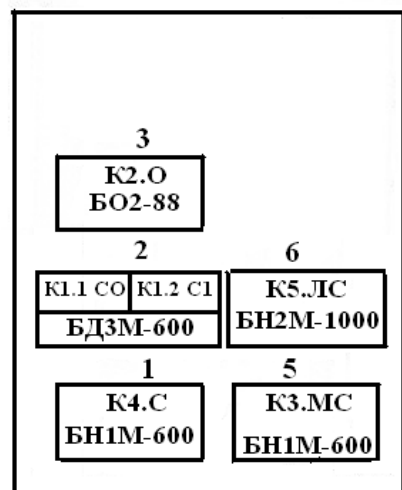 3
К2.О
БО2-88
2
К1.1 СО К1.2 С1
БД3М-600
6
К5.ЛС
БН2М-1000
1
К4.С
БН1М-600
5
К3.МС
БН1М-600